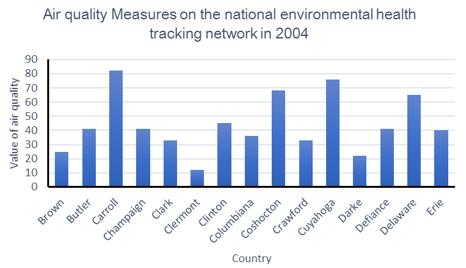 Air quality Measures on the national environmental health
tracking network in 2004
Value of air quality
90
80
70
60
50
40
30
20
10
0
Brown
Butler
Carroll
Champaign
Clark
Clermont
Clinton
Columbiana
Coshocton
Crawford
Cuyahoga
Darke
Defiance
Delaware
Erie
Country